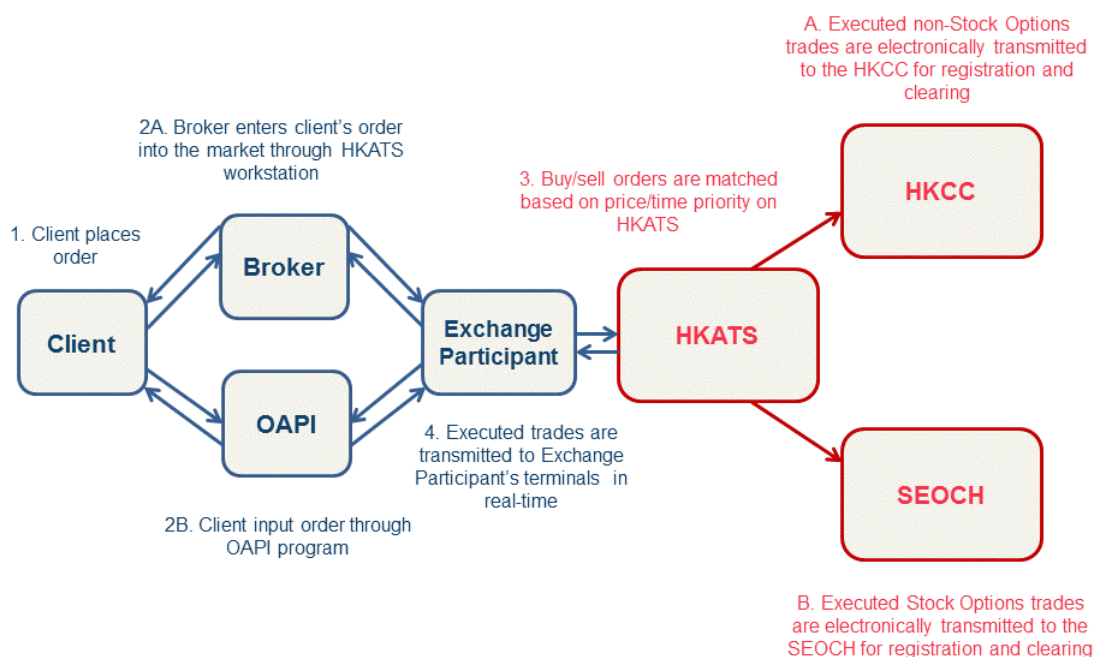 A. Executed non-Stock Options
trades are electronically transmitted
to the HKCC for registration and
clearing
2A. Broker enters client's order
into the market through HKATS
workstation
3. Buy/sell orders are matched
based on price/time priority on
HKATS
HKCC
1. Client places
order
Broker
Client
Exchange
Participant
HKATS
OAPI
4. Executed trades are
transmitted to Exchange
Participant's terminals in
real-time
SEOCH
2B. Client input order through
OAPI program
B. Executed Stock Options trades
are electronically transmitted to the
SEOCH for registration and clearing